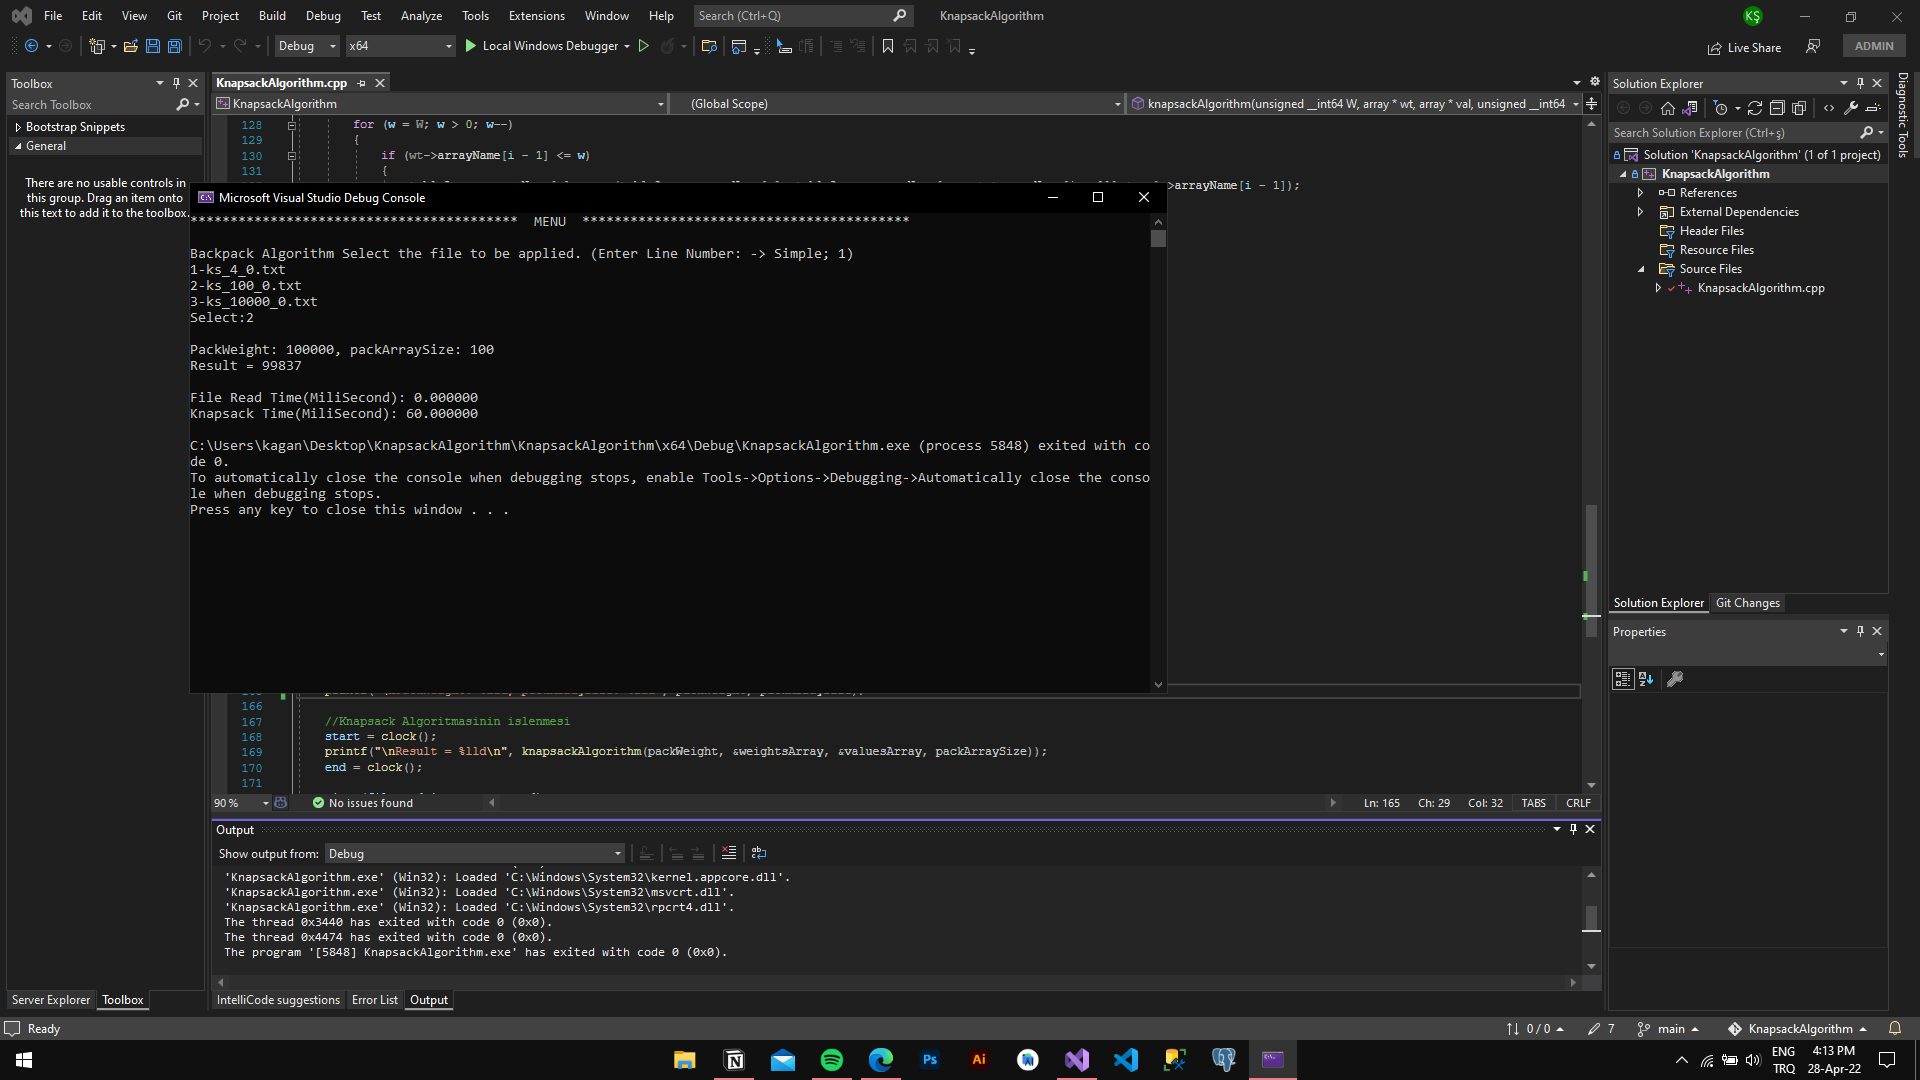 File Edit View Git Project Build Debug Test Analyze Tools Extensions Window Help Search (Ctrl+Q) KnapsackAlgorithm KŞ
Debug x64 Local Windows Debugger Live Share ADMIN
Toolbox
Search Toolbox
Bootstrap Snippets
General
There are no usable controls in
this group. Drag an item onto
this text to add it to the toolbox.
KnapsackAlgorithm.cpp
KnapsackAlgorithm (Global Scope) knapsackAlgorithm(unsigned __int64 W, array * wt, array * val, unsigned __int64
128 for (w = W; w > 0; w--)
129 {
130 if (wt->arrayName[i - 1] <= w)
131 {
>arrayName[i - 1]);
Microsoft Visual Studio Debug Console
***************************************** MENU *****************************************
Backpack Algorithm Select the file to be applied. (Enter Line Number: -> Simple; 1)
1-ks_4_0.txt
2-ks_100_0.txt
3-ks_10000_0.txt
Select:2
PackWeight: 100000, packArraySize: 100
Result = 99837
File Read Time(MiliSecond): 0.000000
Knapsack Time(MiliSecond): 60.000000
C:\Users\kagan\Desktop\KnapsackAlgorithm\KnapsackAlgorithm\x64\Debug\KnapsackAlgorithm.exe (process 5848) exited with co
de 0.
To automatically close the console when debugging stops, enable Tools->Options->Debugging->Automatically close the conso
le when debugging stops.
Press any key to close this window . . .
166
167 //Knapsack Algoritmasinin islenmesi
168 start = clock();
169 printf("\nResult = %lld\n", knapsackAlgorithm(packWeight, &weightsArray, &valuesArray, packArraySize));
170 end = clock();
171
90 % No issues found Ln: 165 Ch: 29 Col: 32 TABS CRLF
Output
Show output from: Debug
'KnapsackAlgorithm.exe' (Win32): Loaded 'C:\Windows\System32\kernel.appcore.dll'.
'KnapsackAlgorithm.exe' (Win32): Loaded 'C:\Windows\System32\msvcrt.dll'.
'KnapsackAlgorithm.exe' (Win32): Loaded 'C:\Windows\System32\rpcrt4.dll'.
The thread 0x3440 has exited with code 0 (0x0).
The thread 0x4474 has exited with code 0 (0x0).
The program '[5848] KnapsackAlgorithm.exe' has exited with code 0 (0x0).
Server Explorer Toolbox IntelliCode suggestions Error List Output
Solution Explorer
Search Solution Explorer (Ctrl+ş)
Solution 'KnapsackAlgorithm' (1 of 1 project)
KnapsackAlgorithm
References
External Dependencies
Header Files
Resource Files
Source Files
KnapsackAlgorithm.cpp
Solution Explorer Git Changes
Properties
Diagnostic Tools
Ready 0 / 0 7 main KnapsackAlgorithm
Ps Ai ENG 4:13 PM
TRQ 28-Apr-22